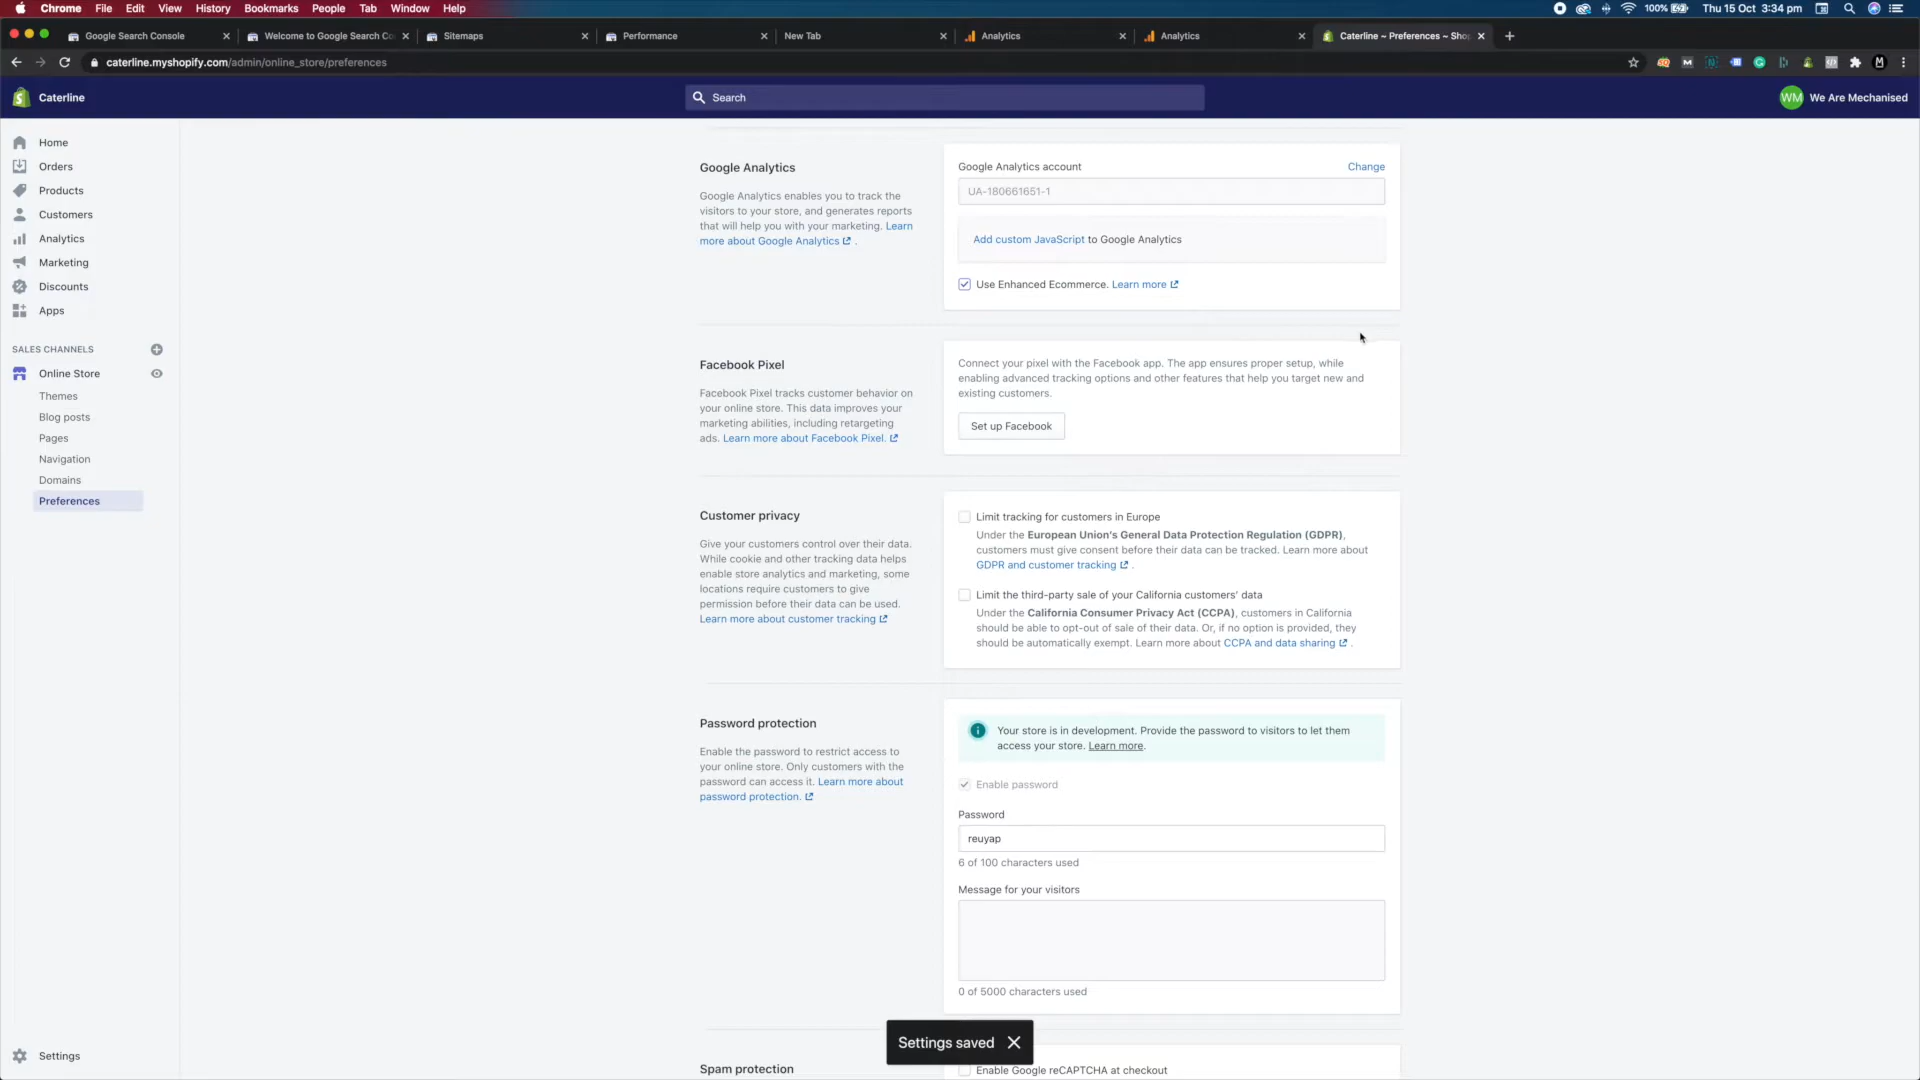 Chrome File Edit View History Bookmarks People Tab Window Help
100% Thu 15 Oct 3:34 pm
Google Search Console
Welcome to Google Search Co
Sitemaps
Performance
New Tab
Analytics
Analytics
Caterline ~ Preferences ~ Sho
caterline.myshopify.com/admin/online_store/preferences
Caterline
Search
WM We Are Mechanised
Home
Orders
Products
Customers
Analytics
Marketing
Discounts
Apps
SALES CHANNELS
Online Store
Themes
Blog posts
Pages
Navigation
Domains
Preferences
Settings
Google Analytics
Google Analytics enables you to track the
visitors to your store, and generates reports
that will help you with your marketing. Learn
more about Google Analytics .
Google Analytics account
Change
UA-180661651-1
Add custom JavaScript to Google Analytics
Use Enhanced Ecommerce. Learn more
Facebook Pixel
Facebook Pixel tracks customer behavior on
your online store. This data improves your
marketing abilities, including retargeting
ads. Learn more about Facebook Pixel.
Connect your pixel with the Facebook app. The app ensures proper setup, while
enabling advanced tracking options and other features that help you target new and
existing customers.
Set up Facebook
Customer privacy
Give your customers control over their data.
While cookie and other tracking data helps
enable store analytics and marketing, some
locations require customers to give
permission before their data can be used.
Learn more about customer tracking
Limit tracking for customers in Europe
Under the European Union's General Data Protection Regulation (GDPR),
customers must give consent before their data can be tracked. Learn more about
GDPR and customer tracking .
Limit the third-party sale of your California customers' data
Under the California Consumer Privacy Act (CCPA), customers in California
should be able to opt-out of sale of their data. Or, if no option is provided, they
should be automatically exempt. Learn more about CCPA and data sharing .
Password protection
Enable the password to restrict access to
your online store. Only customers with the
password can access it. Learn more about
password protection.
Your store is in development. Provide the password to visitors to let them
access your store. Learn more.
Enable password
Password
reuyap
6 of 100 characters used
Message for your visitors
0 of 5000 characters used
Settings saved
Spam protection
Enable Google reCAPTCHA at checkout